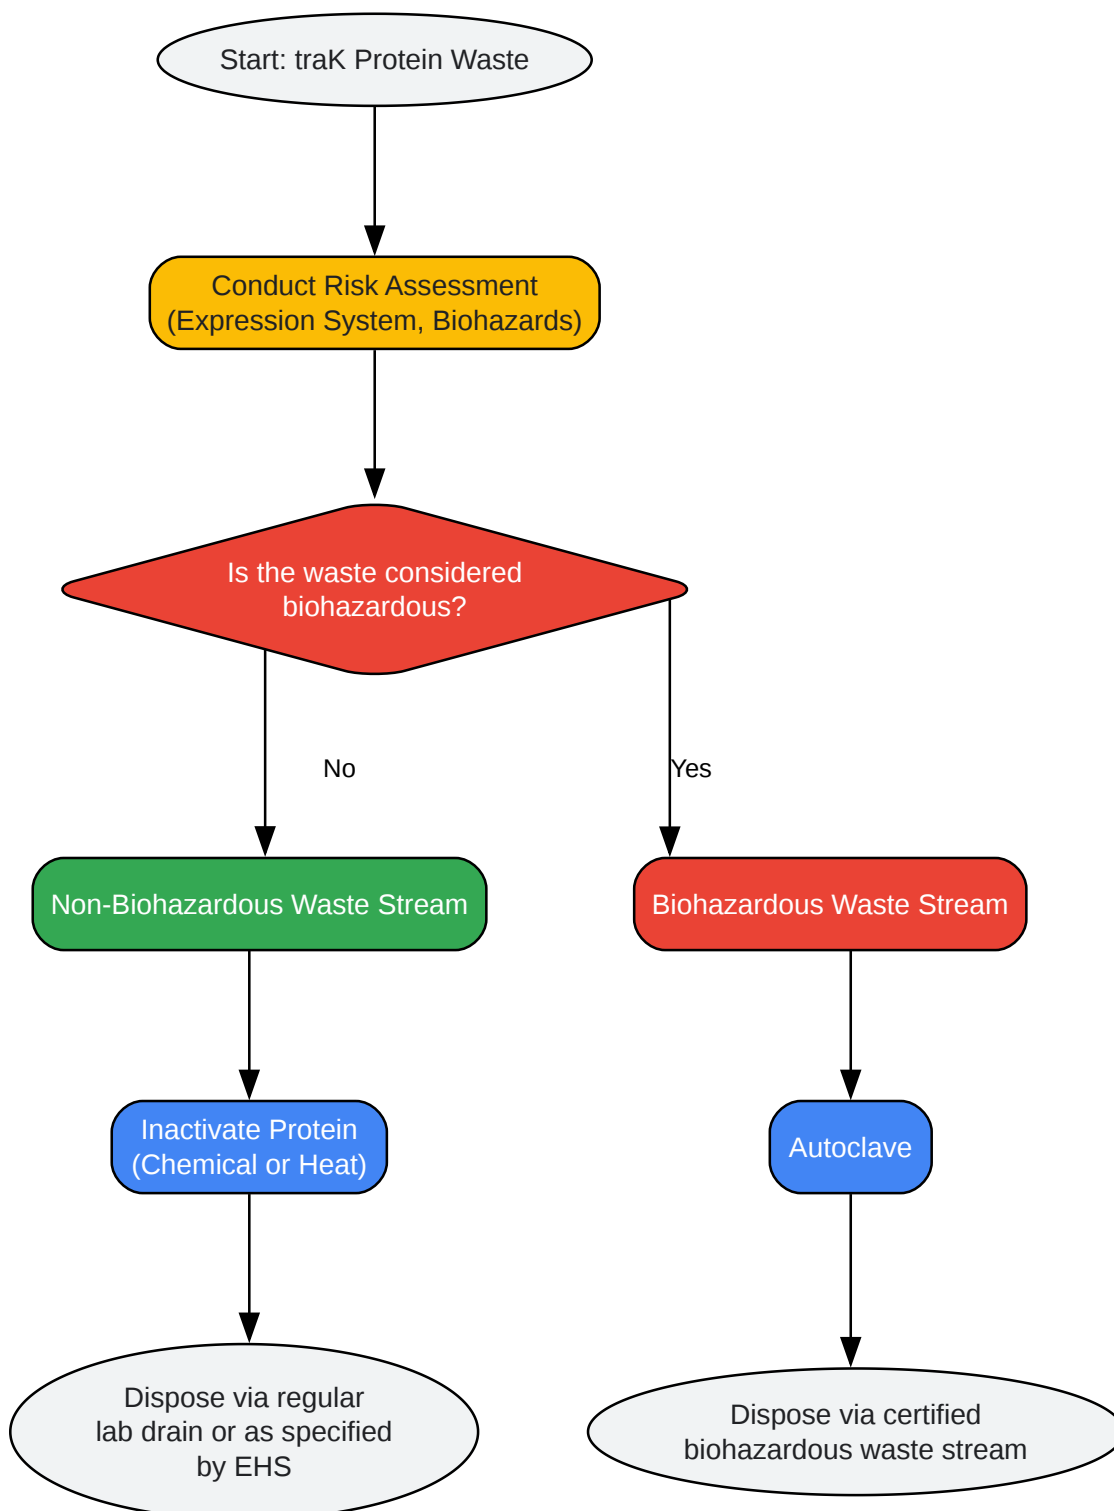 Start: traK Protein Waste
Conduct Risk Assessment
(Expression System, Biohazards)
Is the waste considered
biohazardous?
No
Yes
Non-Biohazardous Waste Stream
Biohazardous Waste Stream
Inactivate Protein
(Chemical or Heat)
Autoclave
Dispose via regular
lab drain or as specified
by EHS
Dispose via certified
biohazardous waste stream